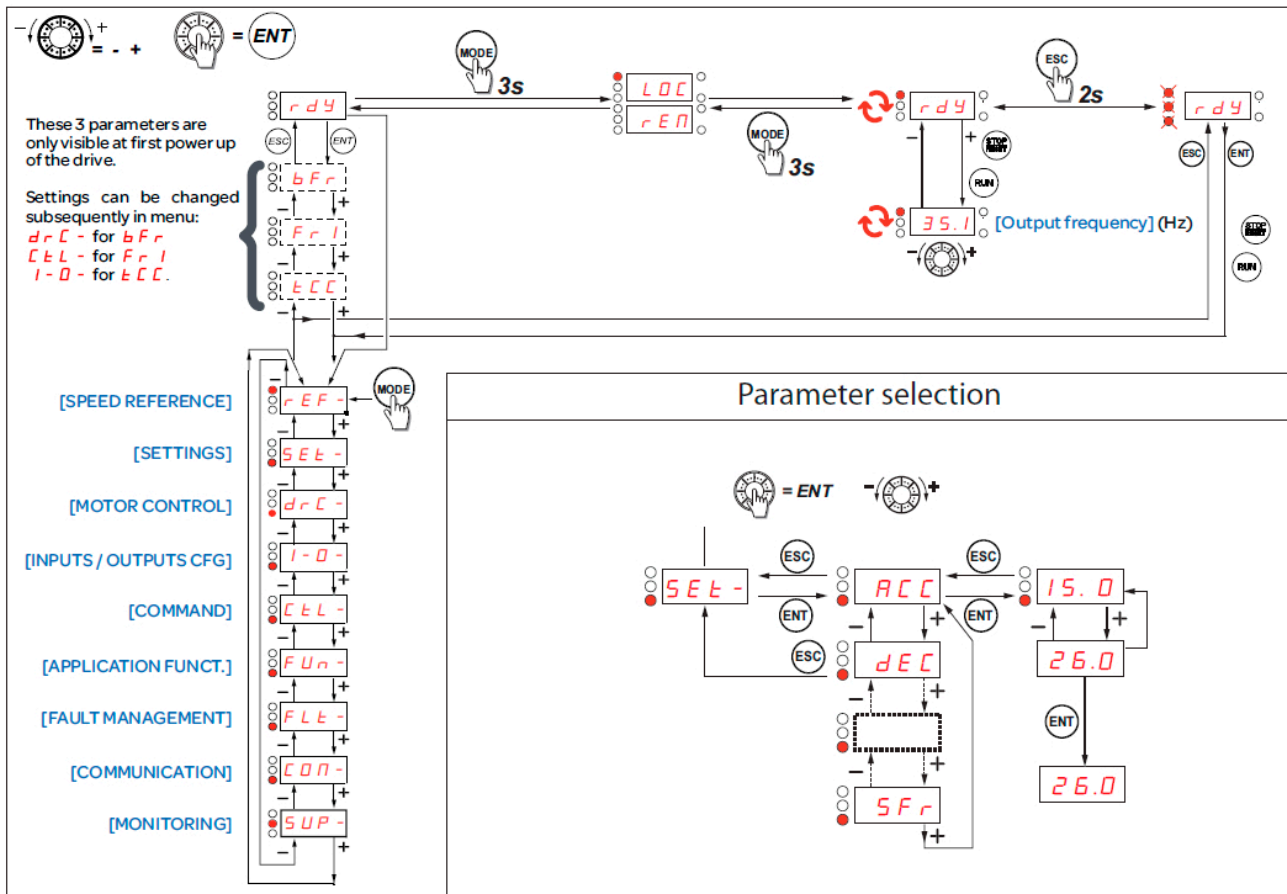 - + = - +
= ENT
MODE
3s
LOC
rEM
MODE
3s
ESC
2s
rdY
rdY
rdY
- +
STOP
RESET
RUN
35.1
[Output frequency] (Hz)
- +
ESC
ENT
STOP
RESET
RUN
These 3 parameters are
only visible at first power up
of the drive.
Settings can be changed
subsequently in menu:
drC- for bFr
CtL- for Fr1
I-O- for tCC.
ESC
ENT
bFr
- +
Fr1
- +
tCC
- +
-
MODE
[SPEED REFERENCE] rEF-
- +
[SETTINGS] SEt-
- +
[MOTOR CONTROL] drC-
- +
[INPUTS / OUTPUTS CFG] I-O-
- +
[COMMAND] CtL-
- +
[APPLICATION FUNCT.] FUn-
- +
[FAULT MANAGEMENT] FLt-
- +
[COMMUNICATION] COM-
- +
[MONITORING] SUP-
- +
Parameter selection
= ENT - +
SEt-
ESC
ENT
ACC
ESC
ENT
15.0
- +
- +
ESC
dEC
26.0
- +
ENT
- +
26.0
SFr
+